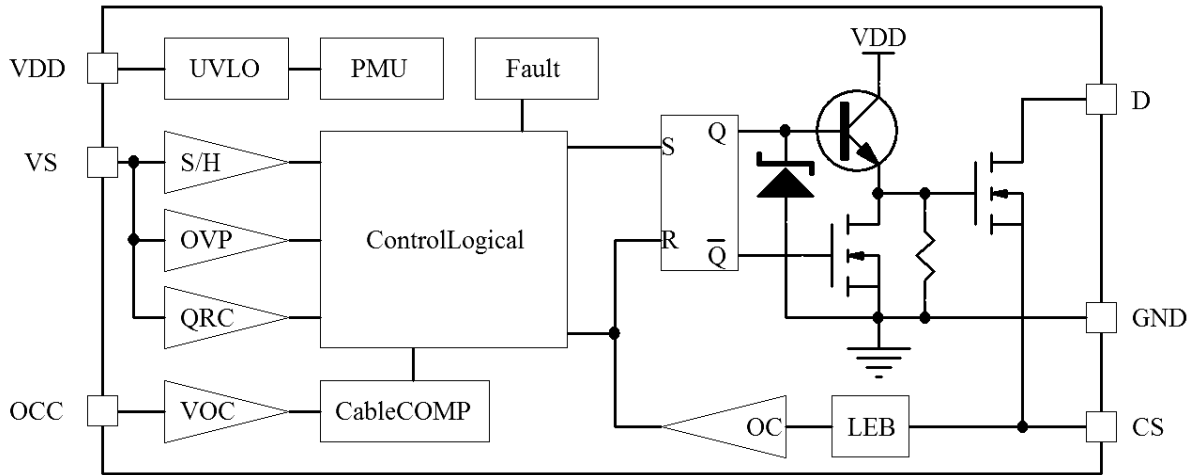 VDD
UVLO
PMU
Fault
VDD
D
VS
S/H
S
Q
OVP
ControlLogical
R
Q̅
QRC
GND
OCC
VOC
CableCOMP
OC
LEB
CS